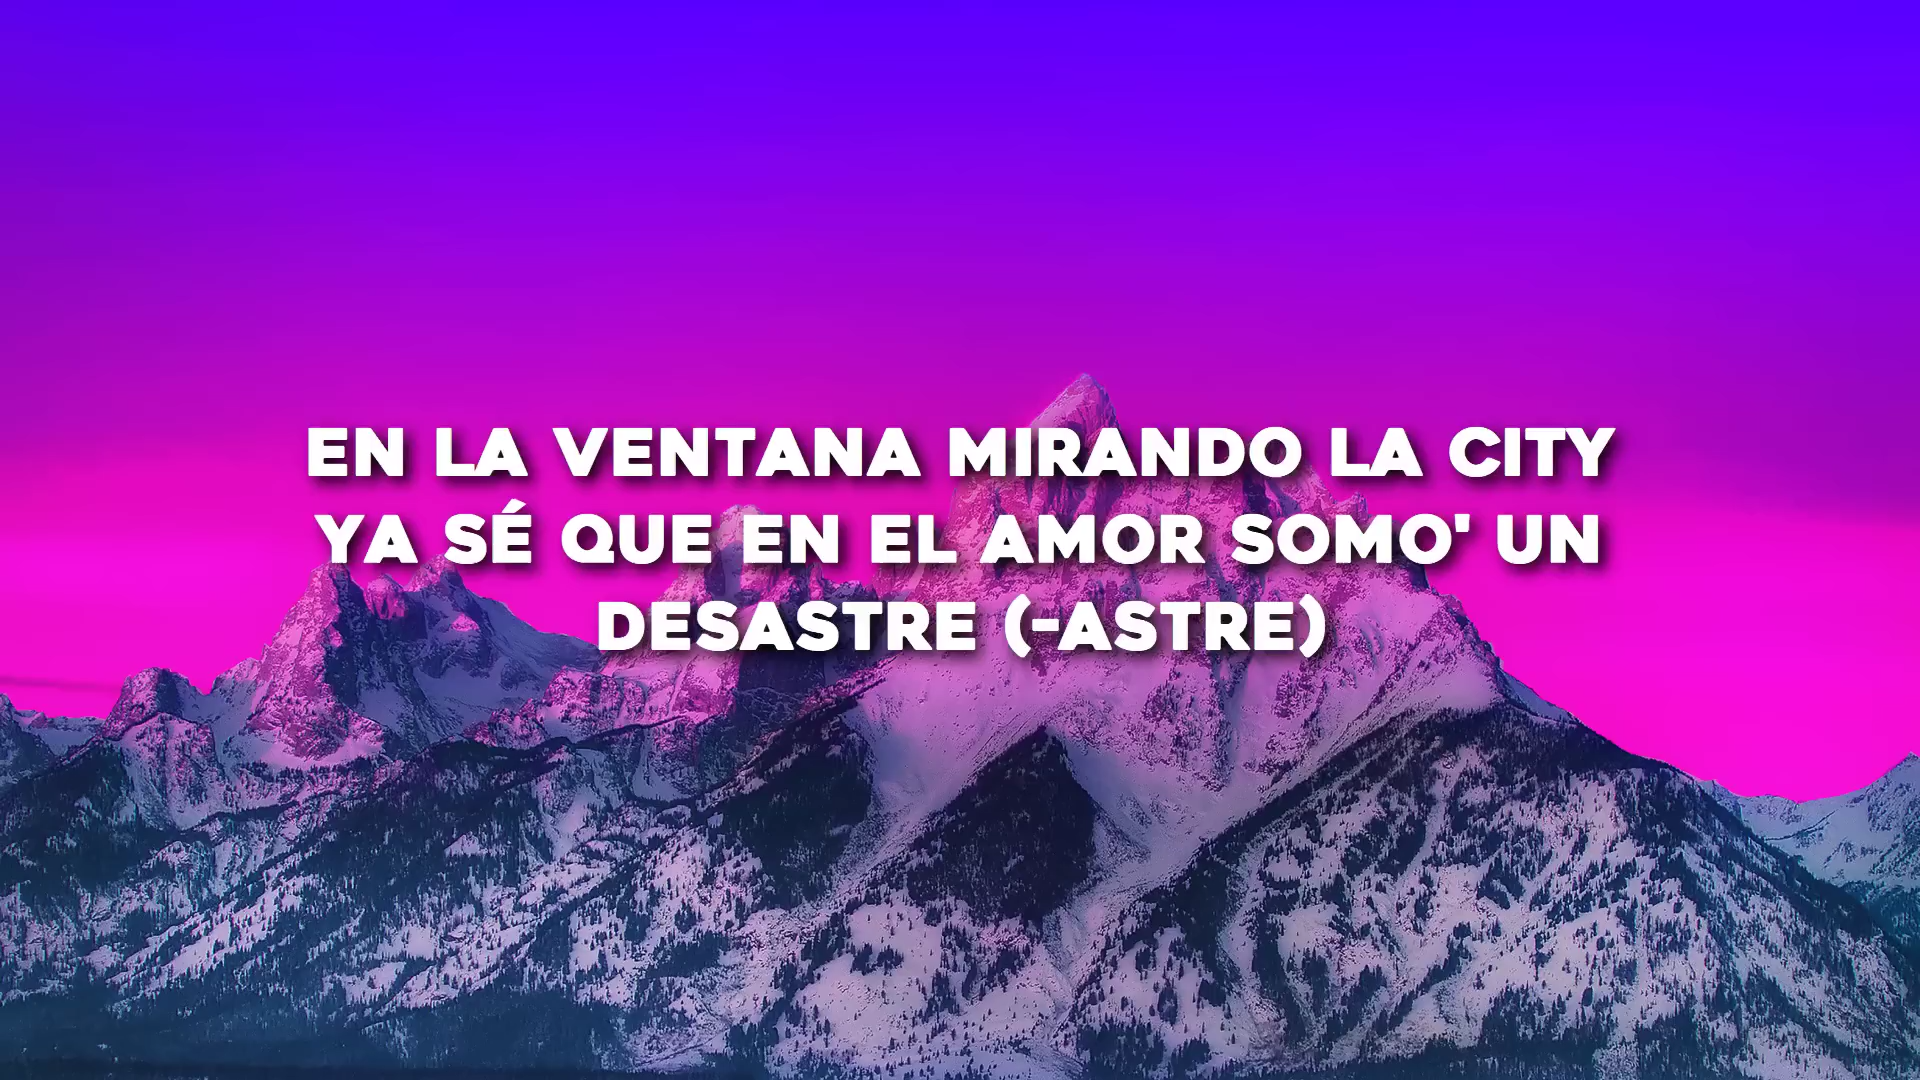 EN LA VENTANA MIRANDO LA CITY
YA SÉ QUE EN EL AMOR SOMO' UN
DESASTRE (-ASTRE)